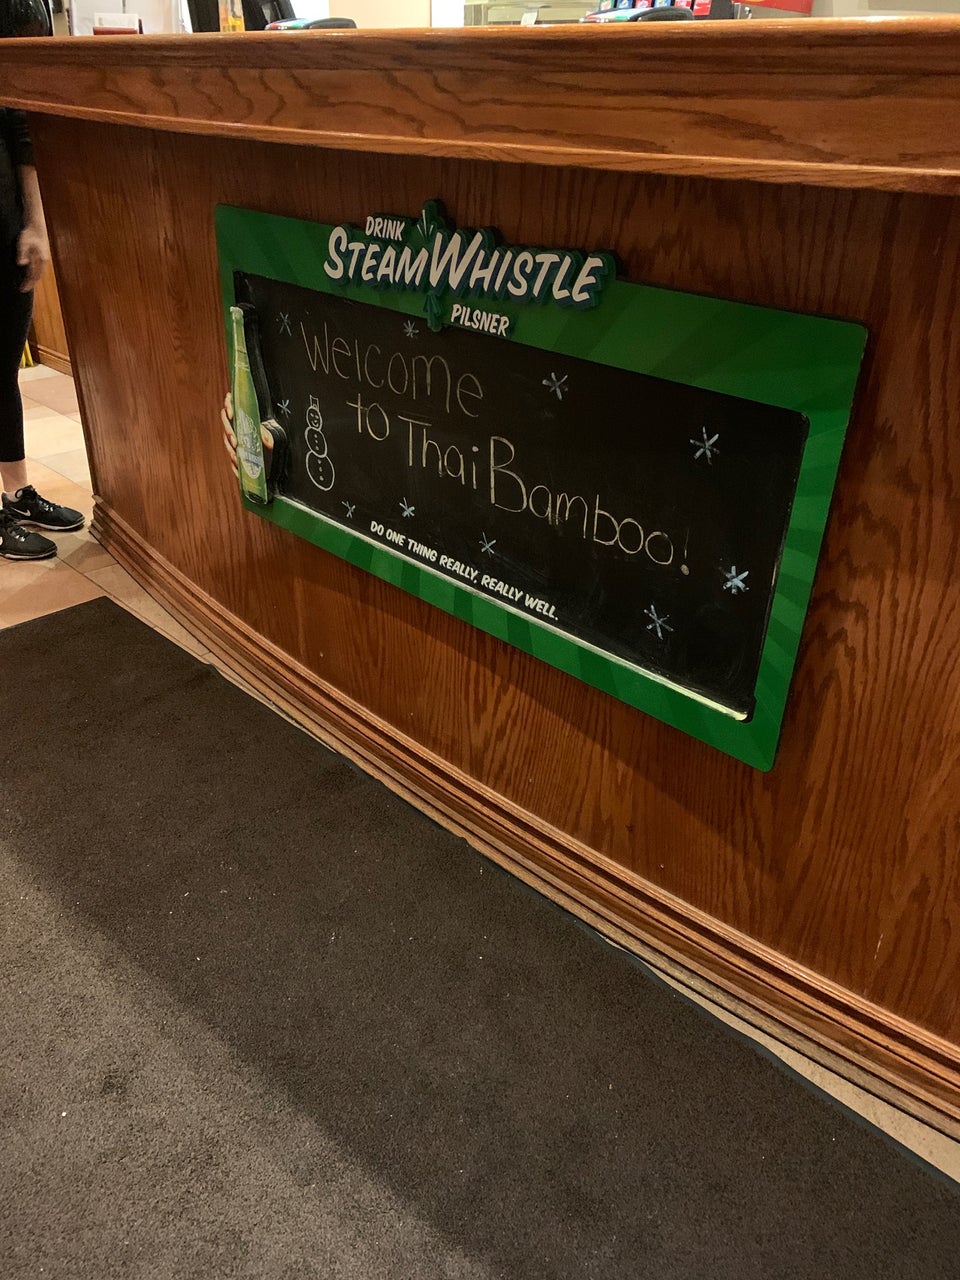 DRINK
STEAMWHISTLE
PILSNER
Welcome
to Thai Bamboo!
DO ONE THING REALLY, REALLY WELL.